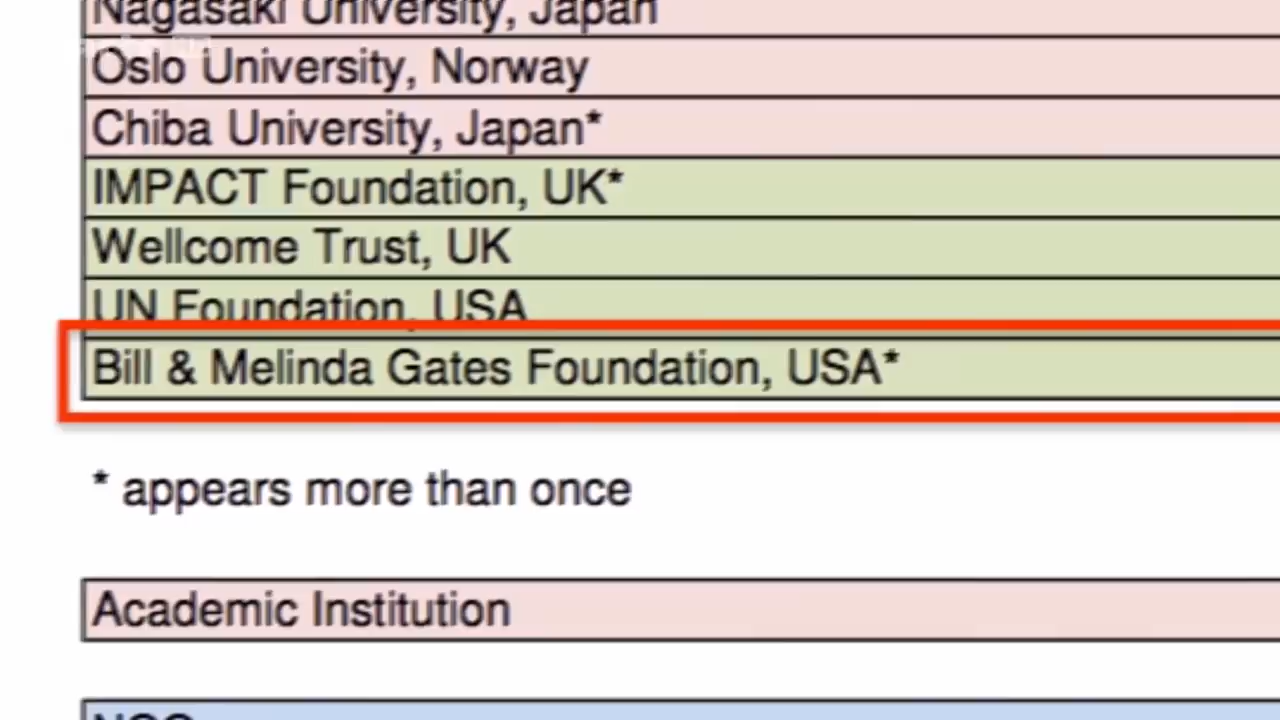 Nagasaki University, Japan
Oslo University, Norway
Chiba University, Japan*
IMPACT Foundation, UK*
Wellcome Trust, UK
UN Foundation, USA
Bill & Melinda Gates Foundation, USA*
* appears more than once
Academic Institution